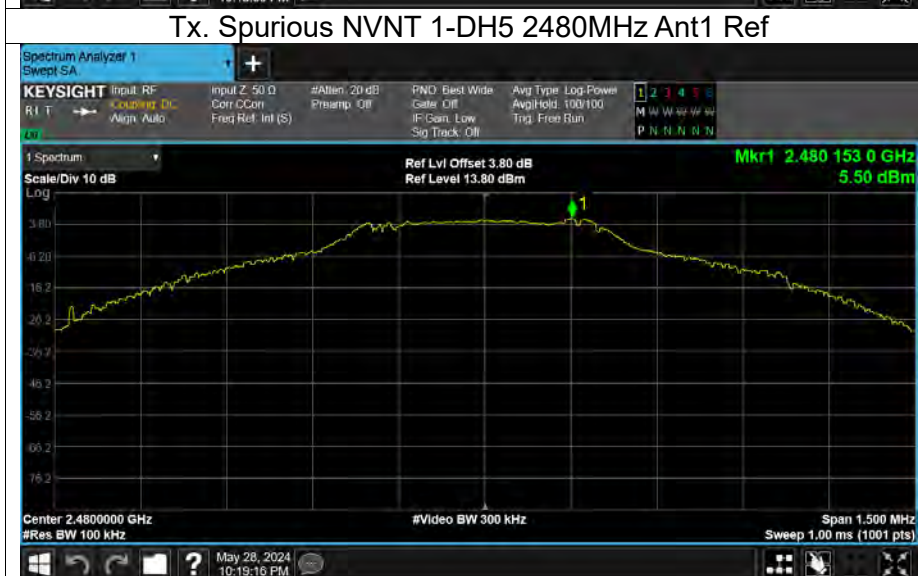 Tx. Spurious NVNT 1-DH5 2480MHz Ant1 Ref
Spectrum Analyzer 1
Swept SA
+
KEYSIGHT Input: RF
Coupling: DC
Align: Auto
Input Z: 50 Ω
Corr CCorr
Freq Ref: Int (S)
#Atten: 20 dB
Preamp: Off
PNO: Best Wide
Gate: Off
IF Gain: Low
Sig Track: Off
Avg Type: Log-Power
Avg|Hold: 100/100
Trig: Free Run
1 2 3 4 5 6
M W W W W W
P N N N N N
1 Spectrum
Scale/Div 10 dB
Log
Ref Lvl Offset 3.80 dB
Ref Level 13.80 dBm
Mkr1 2.480 153 0 GHz
5.50 dBm
1
3.80
-6.20
-16.2
-26.2
-36.2
-46.2
-56.2
-66.2
-76.2
Center 2.4800000 GHz
#Video BW 300 kHz
Span 1.500 MHz
#Res BW 100 kHz
Sweep 1.00 ms (1001 pts)
? May 28, 2024
10:19:16 PM